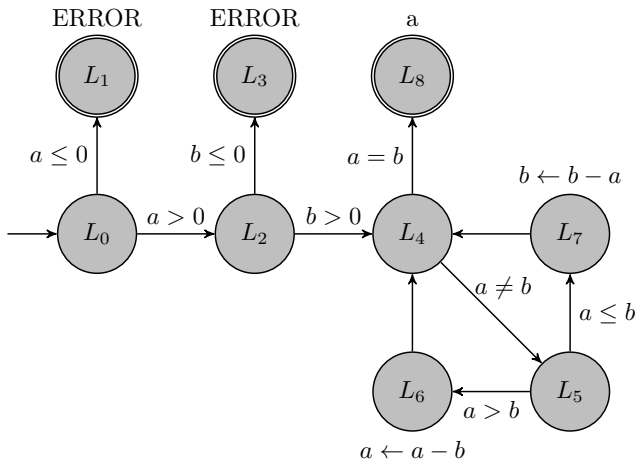 ERROR ERROR a
L₁ L₃ L₈
a ≤ 0 b ≤ 0 a = b b ← b − a
L₀ a > 0 L₂ b > 0 L₄ L₇
a ≠ b a ≤ b
L₆ a > b L₅
a ← a − b